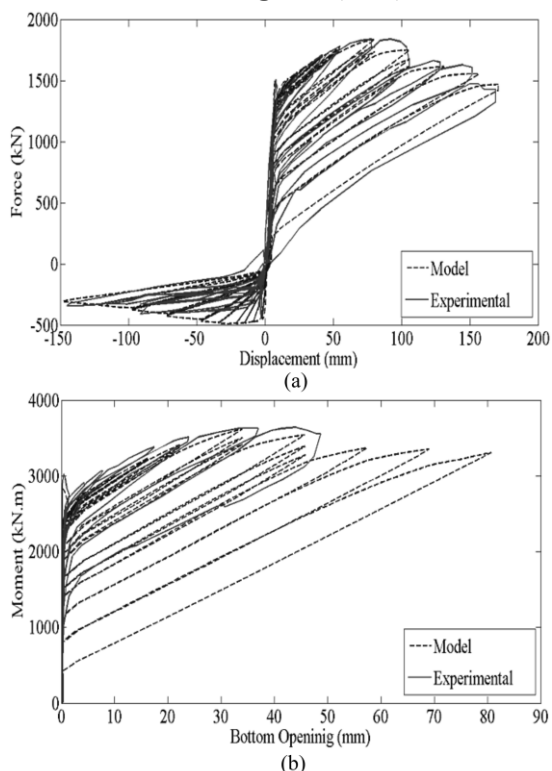 2000
1500
1000
500
0
-500
Force (kN)
Model
Experimental
-150 -100 -50 0 50 100 150 200
Displacement (mm)
(a)
4000
3000
2000
1000
0
Moment (kN.m)
Model
Experimental
0 10 20 30 40 50 60 70 80 90
Bottom Openinig (mm)
(b)